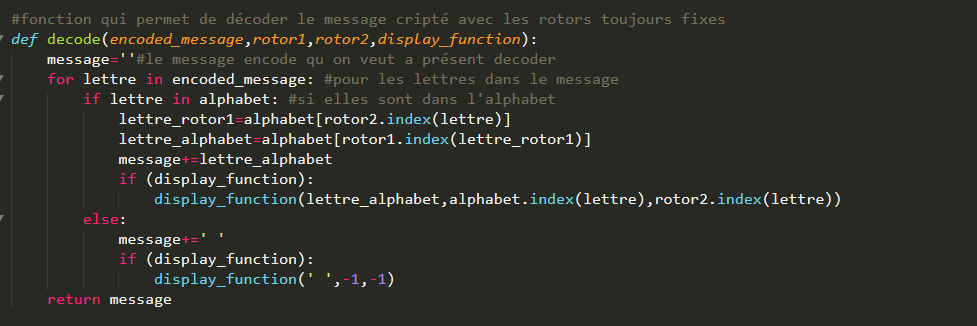 #fonction qui permet de décoder le message cripté avec les rotors toujours fixes
def decode(encoded_message,rotor1,rotor2,display_function):
    message=''#le message encode qu on veut a présent decoder
    for lettre in encoded_message: #pour les lettres dans le message
        if lettre in alphabet: #si elles sont dans l'alphabet
            lettre_rotor1=alphabet[rotor2.index(lettre)]
            lettre_alphabet=alphabet[rotor1.index(lettre_rotor1)]
            message+=lettre_alphabet
            if (display_function):
                display_function(lettre_alphabet,alphabet.index(lettre),rotor2.index(lettre))
        else:
            message+=' '
            if (display_function):
                display_function(' ',-1,-1)
    return message